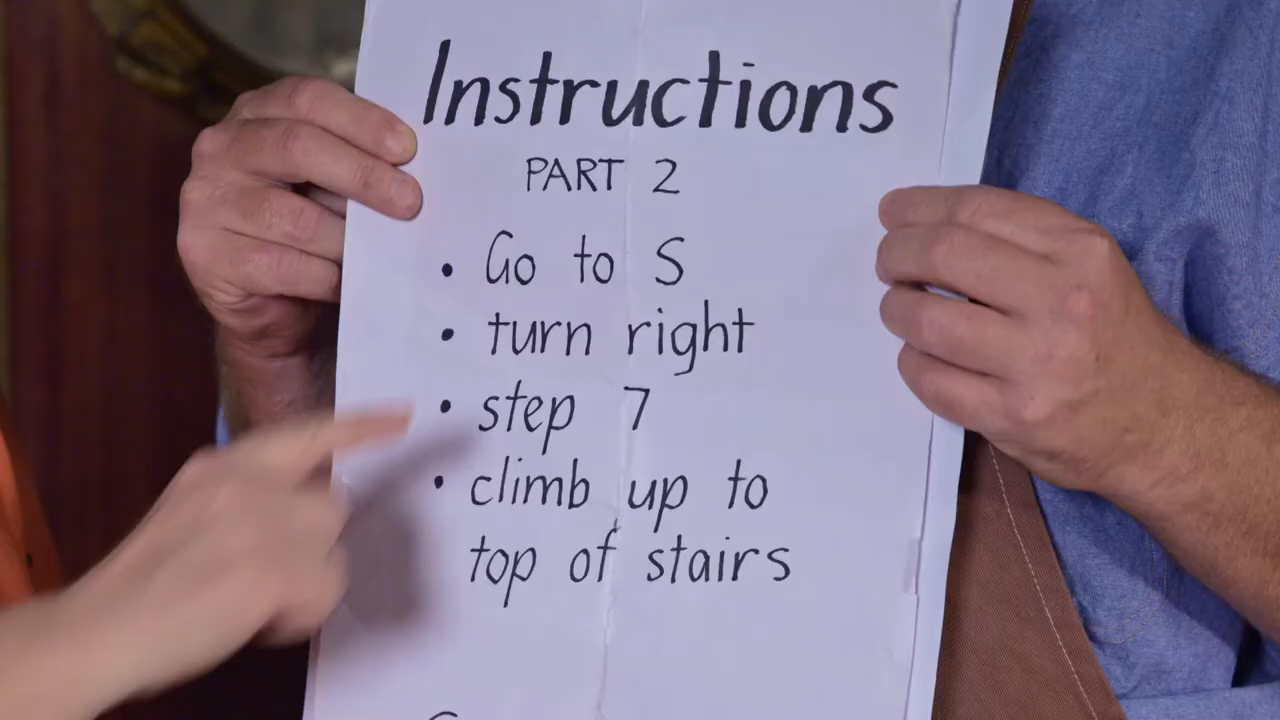 Instructions
PART 2
• Go to S
• turn right
• step 7
• climb up to
top of stairs